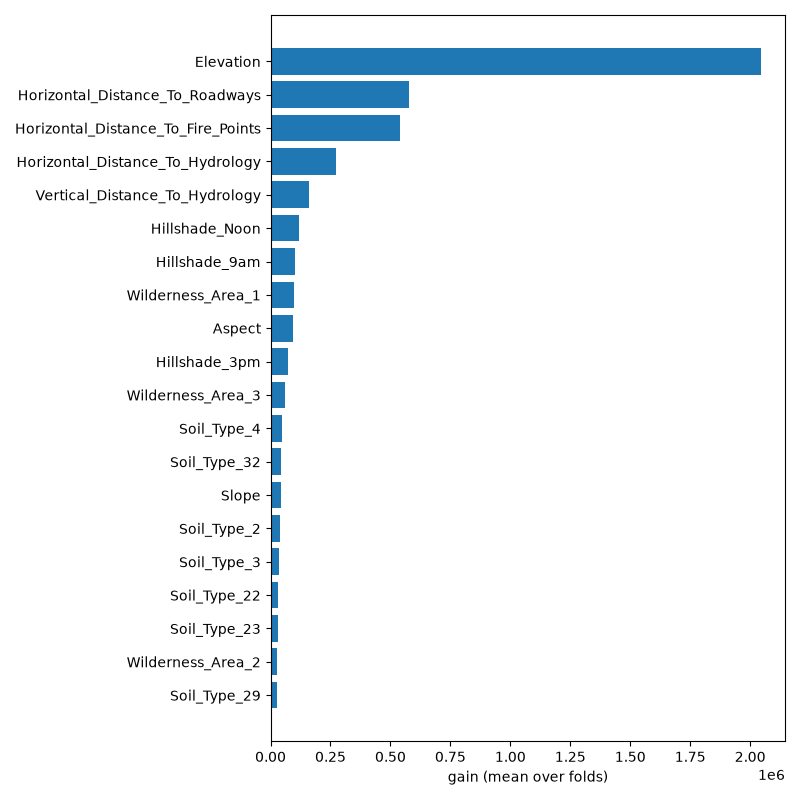 Elevation
Horizontal_Distance_To_Roadways
Horizontal_Distance_To_Fire_Points
Horizontal_Distance_To_Hydrology
Vertical_Distance_To_Hydrology
Hillshade_Noon
Hillshade_9am
Wilderness_Area_1
Aspect
Hillshade_3pm
Wilderness_Area_3
Soil_Type_4
Soil_Type_32
Slope
Soil_Type_2
Soil_Type_3
Soil_Type_22
Soil_Type_23
Wilderness_Area_2
Soil_Type_29
0.00 0.25 0.50 0.75 1.00 1.25 1.50 1.75 2.00
1e6
gain (mean over folds)